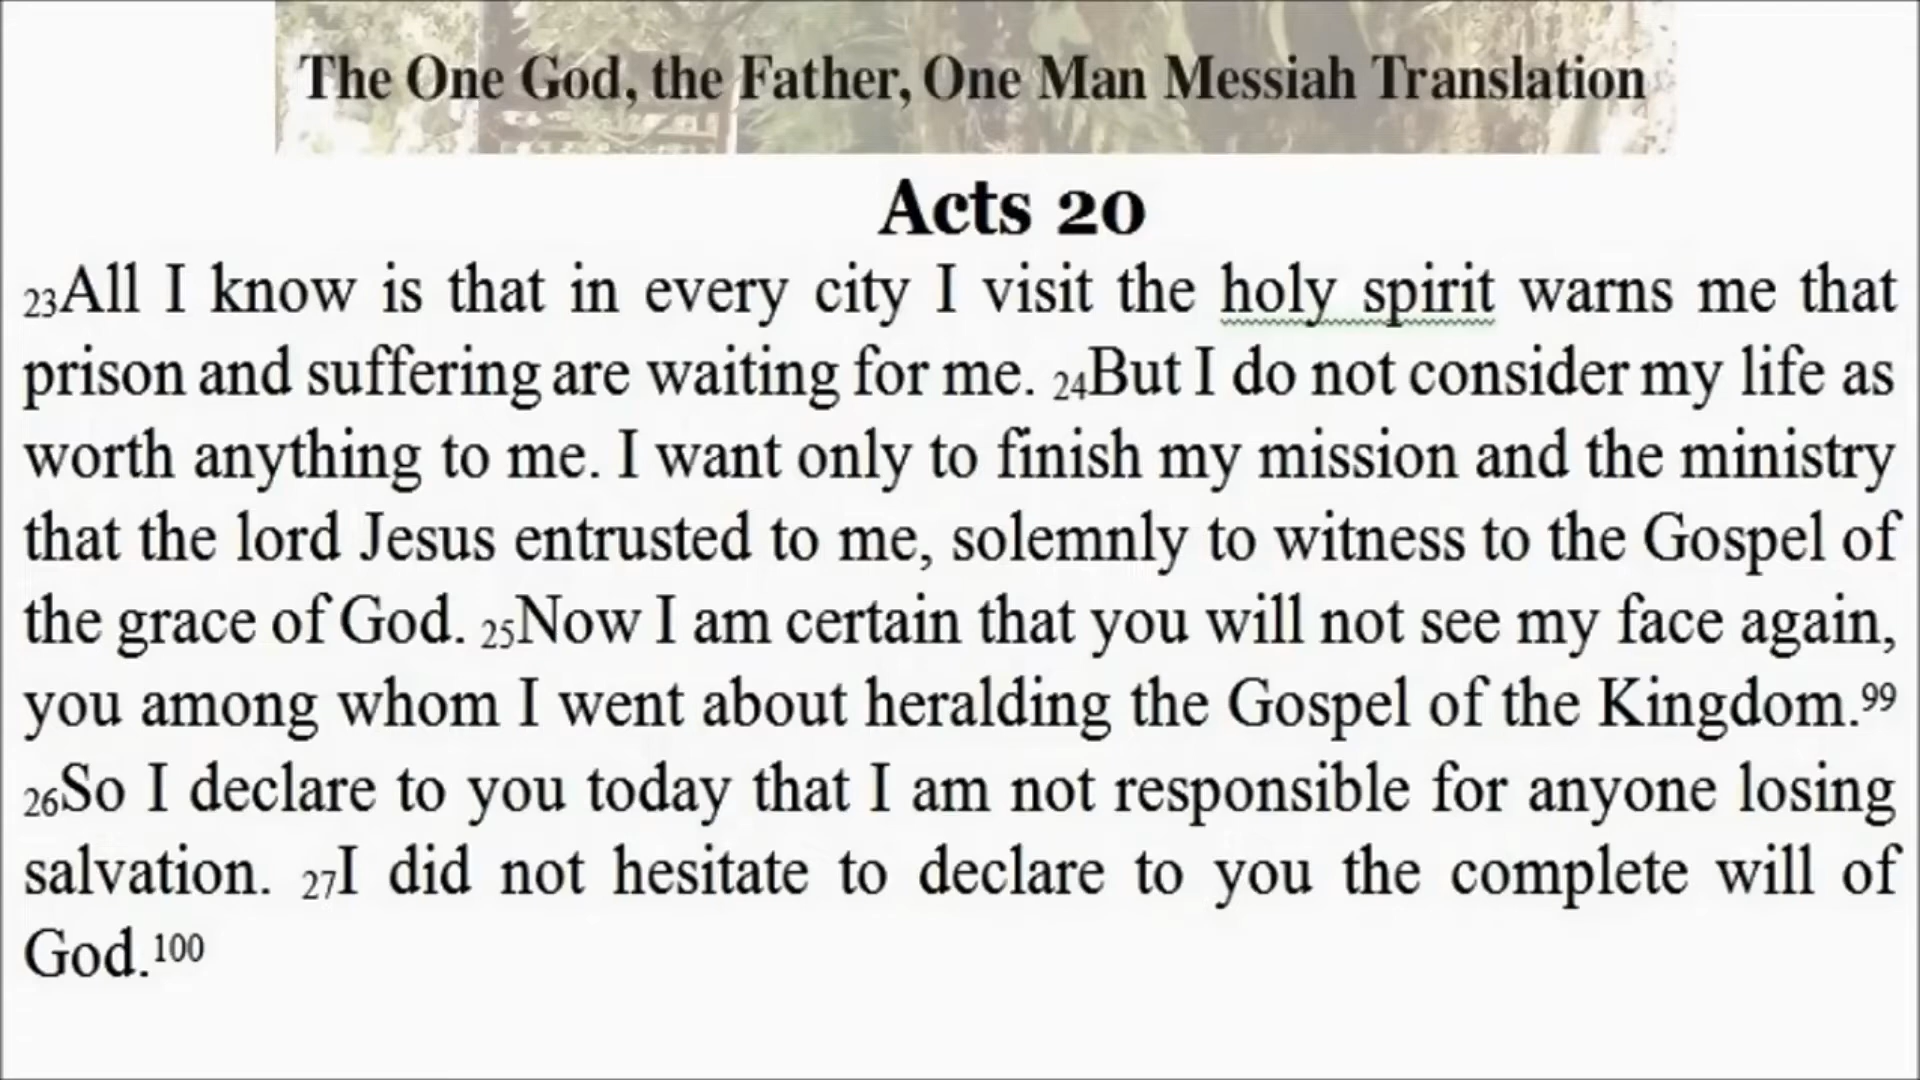 The One God, the Father, One Man Messiah Translation
Acts 20
23All I know is that in every city I visit the holy spirit warns me that
prison and suffering are waiting for me. 24But I do not consider my life as
worth anything to me. I want only to finish my mission and the ministry
that the lord Jesus entrusted to me, solemnly to witness to the Gospel of
the grace of God. 25Now I am certain that you will not see my face again,
you among whom I went about heralding the Gospel of the Kingdom.99
26So I declare to you today that I am not responsible for anyone losing
salvation. 27I did not hesitate to declare to you the complete will of
God.100